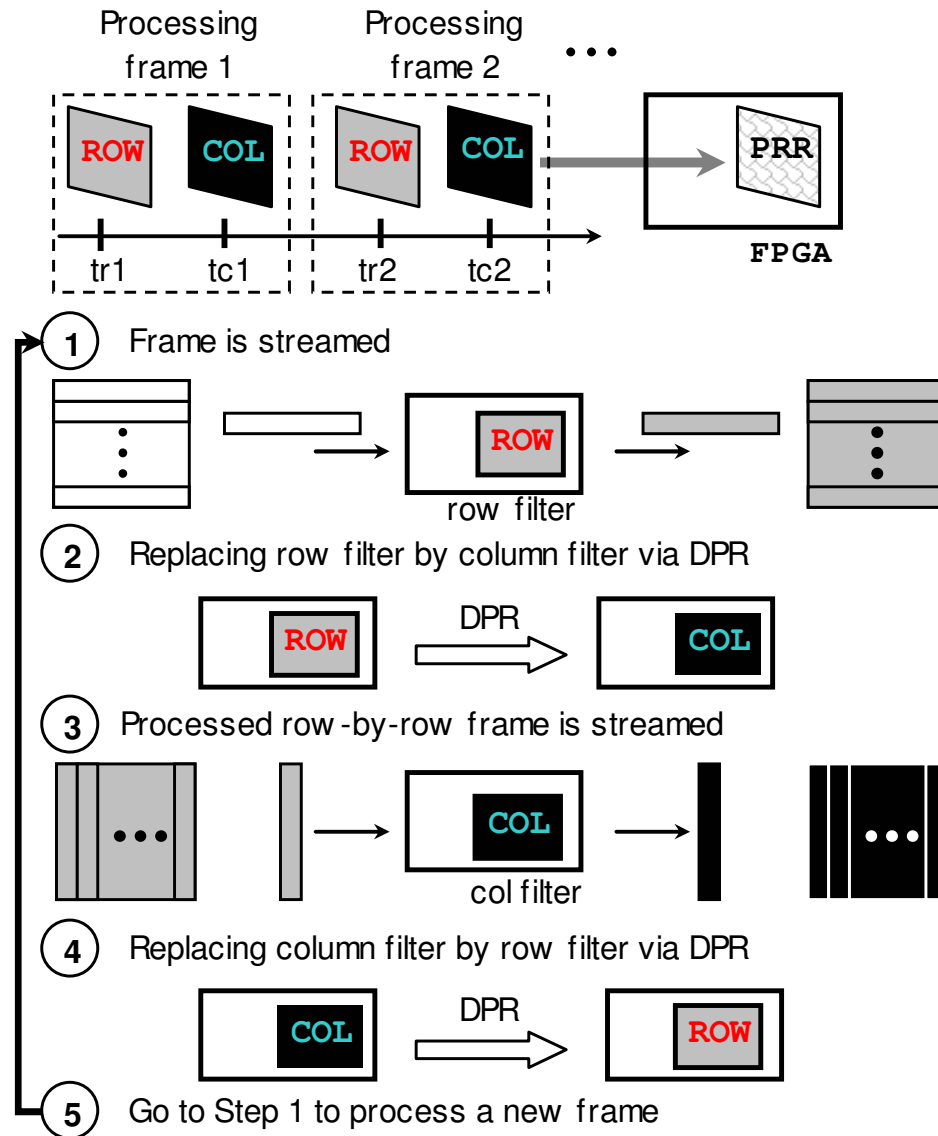 Processing
frame 1
Processing
frame 2
ROW
COL
ROW
COL
PRR
tr1
tc1
tr2
tc2
FPGA
1 Frame is streamed
ROW
row filter
2 Replacing row filter by column filter via DPR
ROW
DPR
COL
3 Processed row-by-row frame is streamed
COL
col filter
4 Replacing column filter by row filter via DPR
COL
DPR
ROW
5 Go to Step 1 to process a new frame